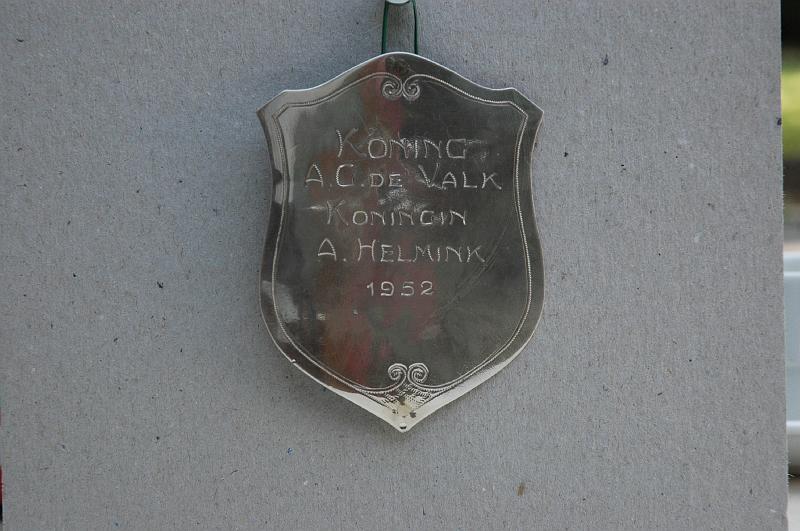 KONING
A.G. DE VALK
KONINGIN
A. HELMINK
1952